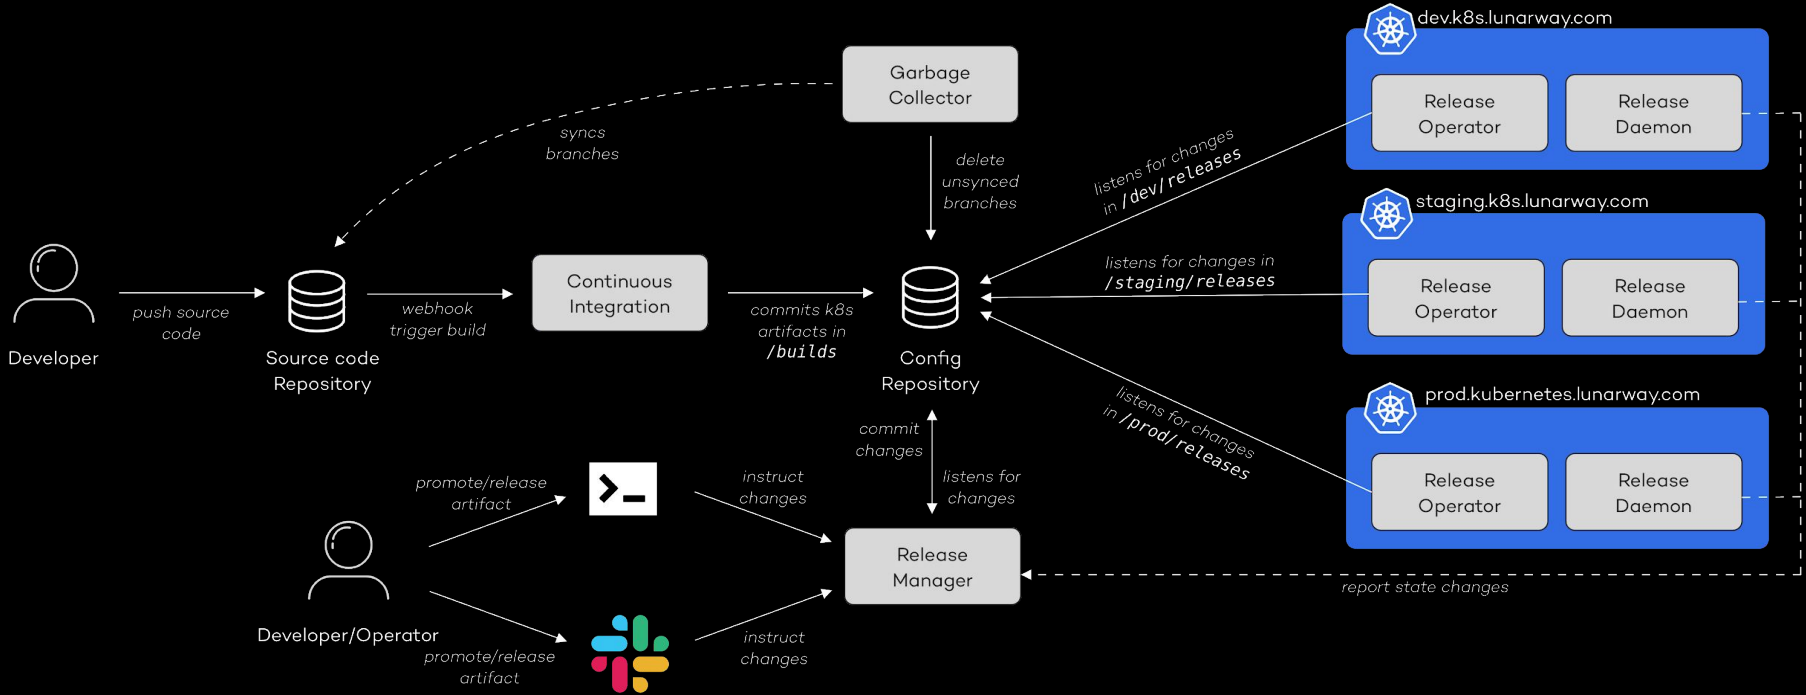 dev.k8s.lunarway.com
Garbage
Collector
Release
Operator
Release
Daemon
syncs
branches
delete
unsynced
branches
listens for changes
in /dev/releases
staging.k8s.lunarway.com
Release
Operator
Release
Daemon
listens for changes in
/staging/releases
Developer
push source
code
Source code
Repository
webhook
trigger build
Continuous
Integration
commits k8s
artifacts in
/builds
Config
Repository
listens for changes
in /prod/releases
prod.kubernetes.lunarway.com
Release
Operator
Release
Daemon
commit
changes
listens for
changes
promote/release
artifact
>_
instruct
changes
Developer/Operator
promote/release
artifact
instruct
changes
Release
Manager
report state changes